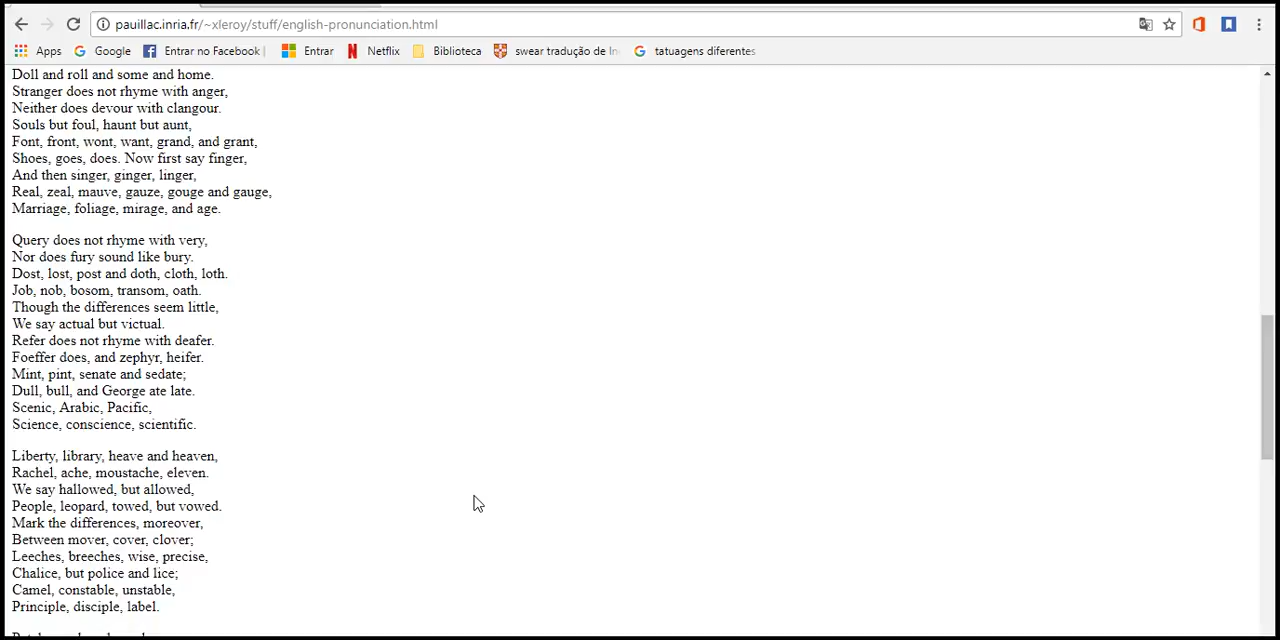 pauillac.inria.fr/~xleroy/stuff/english-pronunciation.html
Apps Google Entrar no Facebook Entrar Netflix Biblioteca swear tradução de In tatuagens diferentes
Doll and roll and some and home.
Stranger does not rhyme with anger,
Neither does devour with clangour.
Souls but foul, haunt but aunt,
Font, front, wont, want, grand, and grant,
Shoes, goes, does. Now first say finger,
And then singer, ginger, linger,
Real, zeal, mauve, gauze, gouge and gauge,
Marriage, foliage, mirage, and age.
Query does not rhyme with very,
Nor does fury sound like bury.
Dost, lost, post and doth, cloth, loth.
Job, nob, bosom, transom, oath.
Though the differences seem little,
We say actual but victual.
Refer does not rhyme with deafer.
Foeffer does, and zephyr, heifer.
Mint, pint, senate and sedate;
Dull, bull, and George ate late.
Scenic, Arabic, Pacific,
Science, conscience, scientific.
Liberty, library, heave and heaven,
Rachel, ache, moustache, eleven.
We say hallowed, but allowed,
People, leopard, towed, but vowed.
Mark the differences, moreover,
Between mover, cover, clover;
Leeches, breeches, wise, precise,
Chalice, but police and lice;
Camel, constable, unstable,
Principle, disciple, label.